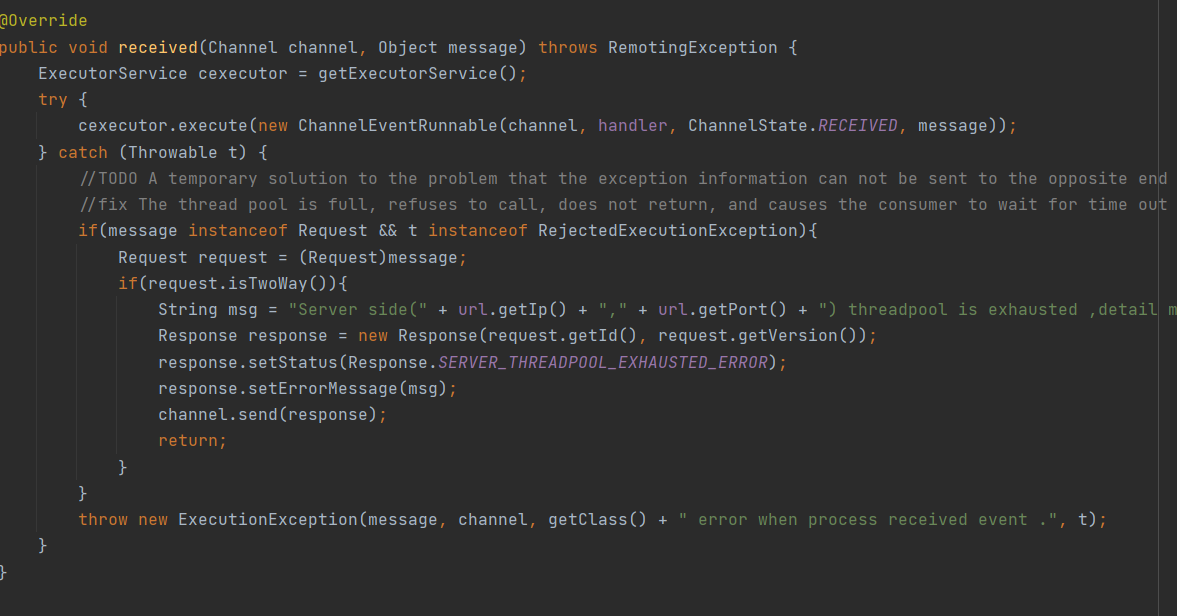 @Override
public void received(Channel channel, Object message) throws RemotingException {
    ExecutorService cexecutor = getExecutorService();
    try {
        cexecutor.execute(new ChannelEventRunnable(channel, handler, ChannelState.RECEIVED, message));
    } catch (Throwable t) {
        //TODO A temporary solution to the problem that the exception information can not be sent to the opposite end
        //fix The thread pool is full, refuses to call, does not return, and causes the consumer to wait for time out
        if(message instanceof Request && t instanceof RejectedExecutionException){
            Request request = (Request)message;
            if(request.isTwoWay()){
                String msg = "Server side(" + url.getIp() + "," + url.getPort() + ") threadpool is exhausted ,detail m
                Response response = new Response(request.getId(), request.getVersion());
                response.setStatus(Response.SERVER_THREADPOOL_EXHAUSTED_ERROR);
                response.setErrorMessage(msg);
                channel.send(response);
                return;
            }
        }
        throw new ExecutionException(message, channel, getClass() + " error when process received event .", t);
    }
}